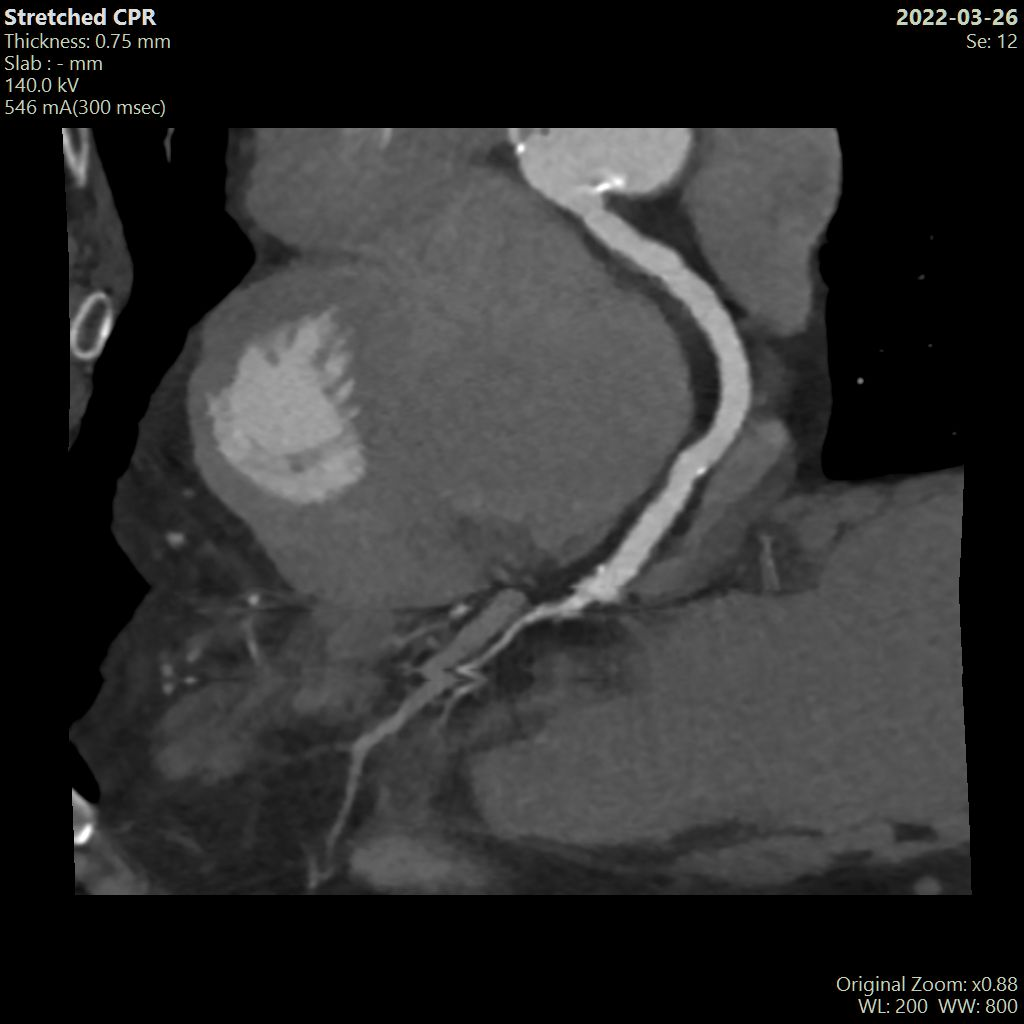 Stretched CPR
Thickness: 0.75 mm
Slab : - mm
140.0 kV
546 mA(300 msec)
2022-03-26
Se: 12
Original Zoom: x0.88
WL: 200  WW: 800